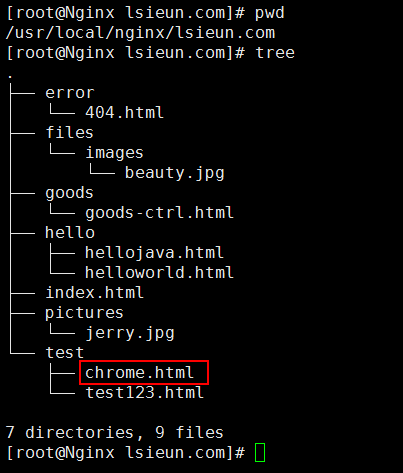 [root@Nginx lsieun.com]# pwd
/usr/local/nginx/lsieun.com
[root@Nginx lsieun.com]# tree
.
├── error
│   └── 404.html
├── files
│   └── images
│       └── beauty.jpg
├── goods
│   └── goods-ctrl.html
├── hello
│   ├── hellojava.html
│   └── helloworld.html
├── index.html
├── pictures
│   └── jerry.jpg
└── test
    ├── chrome.html
    └── test123.html

7 directories, 9 files
[root@Nginx lsieun.com]#